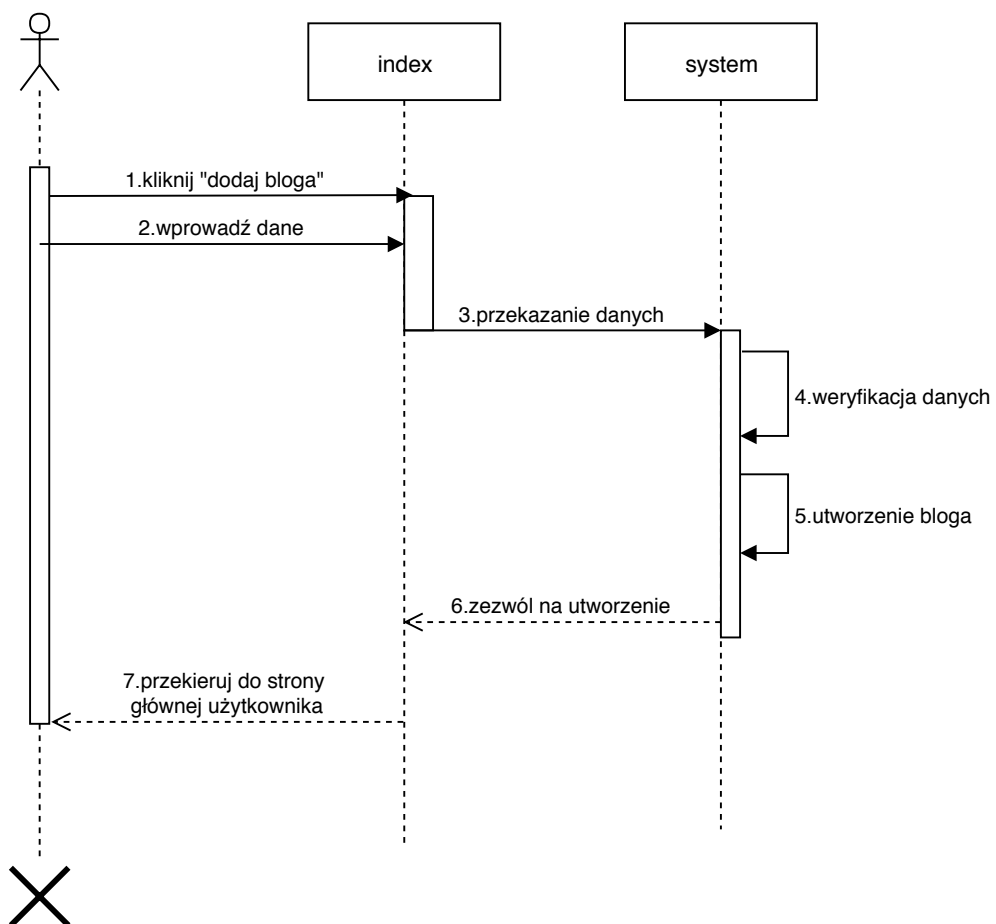 index
system
1.kliknij "dodaj bloga"
2.wprowadź dane
3.przekazanie danych
4.weryfikacja danych
5.utworzenie bloga
6.zezwól na utworzenie
7.przekieruj do strony
głównej użytkownika